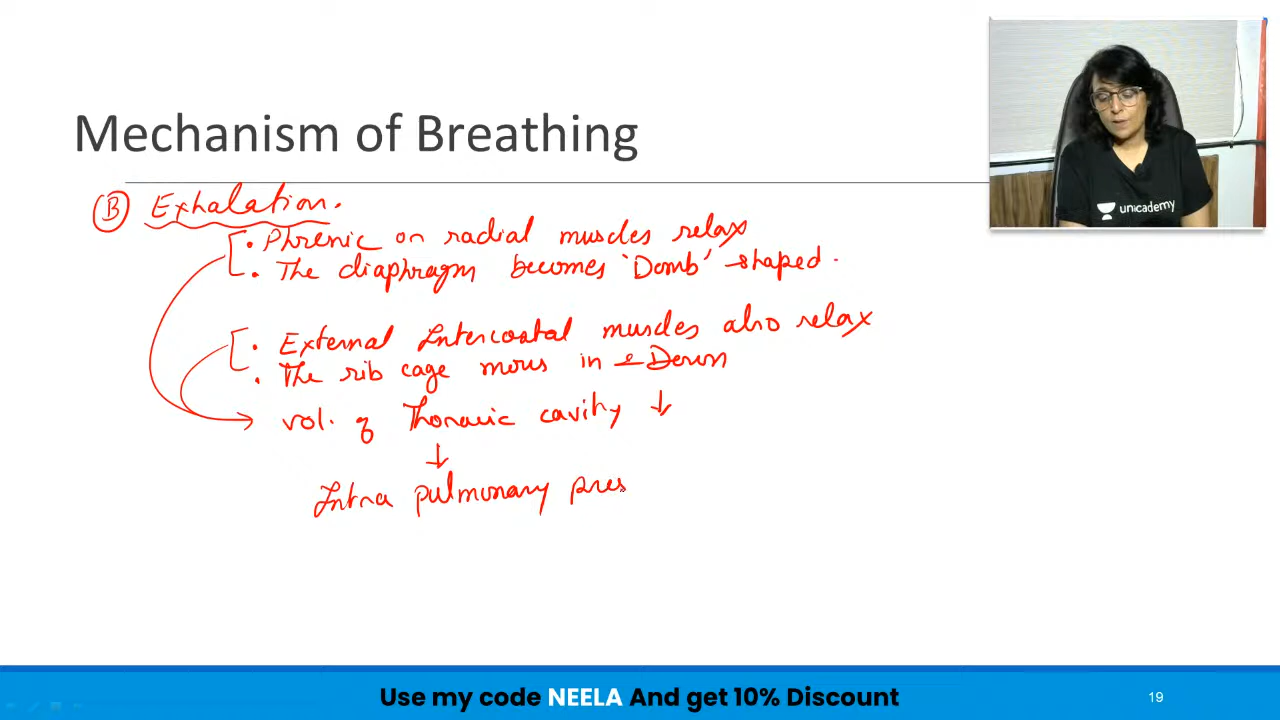 Mechanism of Breathing
unacademy
B Exhalation.
• Phrenic or radial muscles relax
• The diaphragm becomes 'Domb' shaped.
• External Intercostal muscles also relax
• The rib cage moves in & Down
vol. of Thoracic cavity ↓
↓
Intra pulmonary pres
Use my code NEELA And get 10% Discount
19